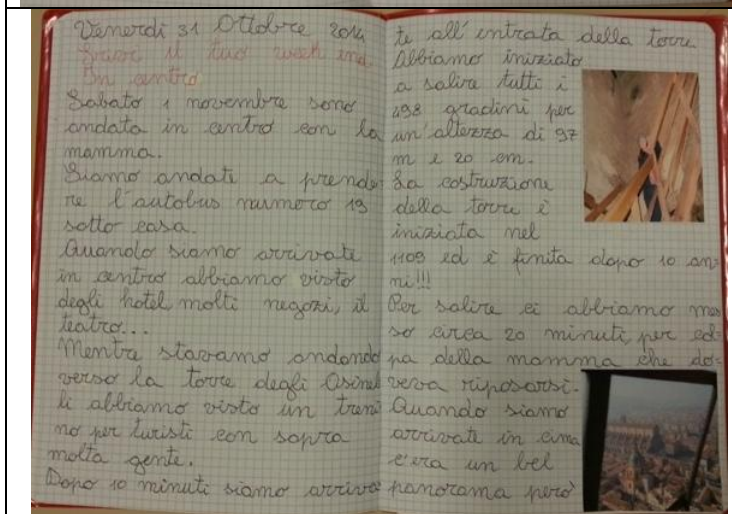 Venerdì 31 Ottobre 2014
Scrivi il tuo week end
In centro
Sabato 1 novembre sono
andata in centro con la
mamma.
Siamo andate a prende=
re l'autobus numero 19
sotto casa.
Quando siamo arrivate
in centro abbiamo visto
degli hotel, molti negozi, il
teatro...
Mentre stavamo andando
verso la torre degli Asinel
li abbiamo visto un treni
no per turisti con sopra
molta gente.
Dopo 10 minuti siamo arriva=
te all'entrata della torre.
Abbiamo iniziato
a salire tutti i
498 gradini per
un'altezza di 97
m e 20 cm.
La costruzione
della torre è
iniziata nel
1109 ed è finita dopo 10 an=
ni!!!
Per salire ci abbiamo mes
so circa 20 minuti, per col=
pa della mamma che do=
veva riposarsi.
Quando siamo
arrivate in cima
c'era un bel
panorama però